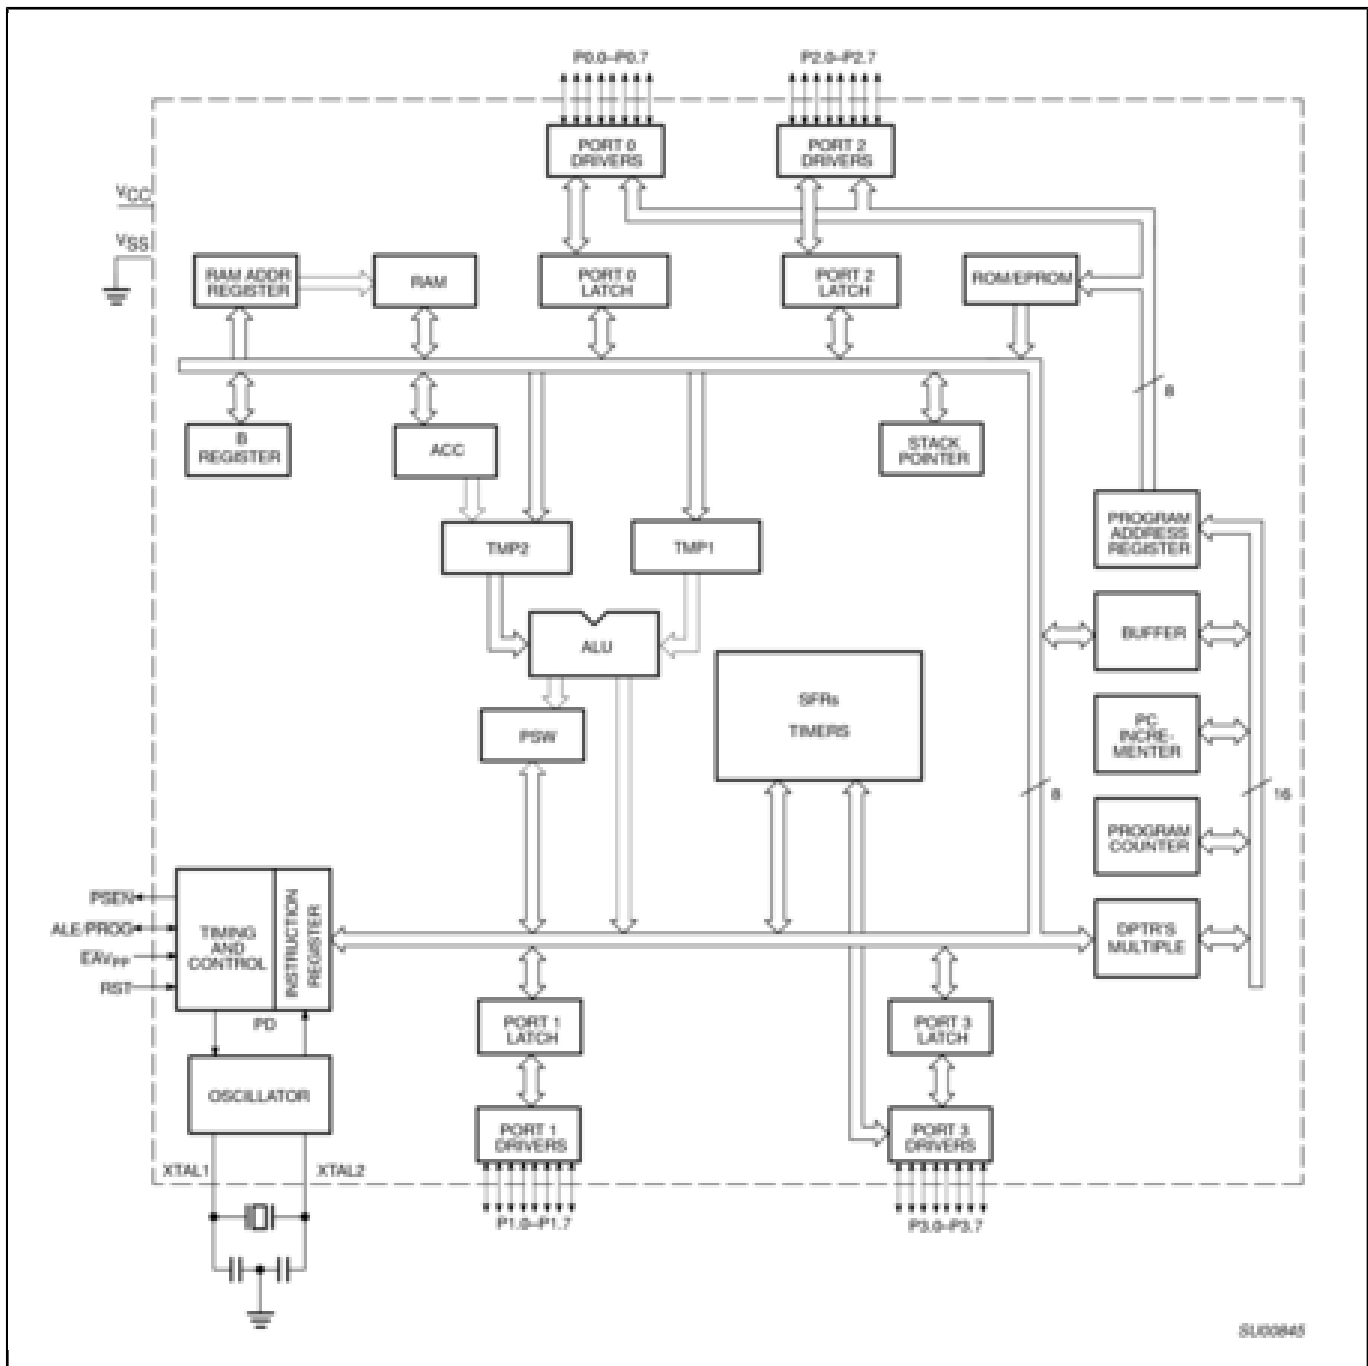 P0.0–P0.7
P2.0–P2.7
PORT 0
DRIVERS
PORT 2
DRIVERS
VCC
VSS
RAM ADDR
REGISTER
RAM
PORT 0
LATCH
PORT 2
LATCH
ROM/EPROM
8
B
REGISTER
ACC
STACK
POINTER
PROGRAM
ADDRESS
REGISTER
TMP2
TMP1
BUFFER
ALU
SFRs
TIMERS
PSW
PC
INCRE-
MENTER
8
16
PROGRAM
COUNTER
PSEN
ALE/PROG
EAVPP
RST
TIMING
AND
CONTROL
INSTRUCTION
REGISTER
DPTR'S
MULTIPLE
PD
PORT 1
LATCH
PORT 3
LATCH
OSCILLATOR
PORT 1
DRIVERS
PORT 3
DRIVERS
XTAL1
XTAL2
P1.0–P1.7
P3.0–P3.7
SU00845